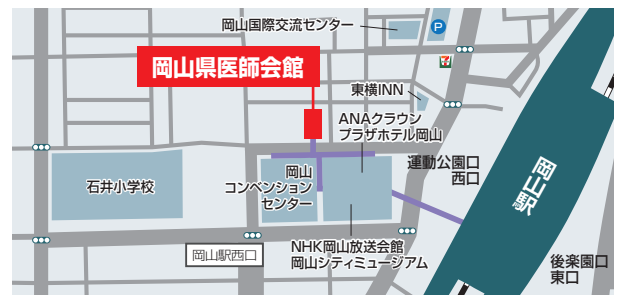 岡山国際交流センター
P
岡山県医師会館
7
東横INN
ANAクラウン
プラザホテル岡山
岡山
コンベンション
センター
石井小学校
運動公園口
西口
岡山駅
NHK岡山放送会館
岡山シティミュージアム
岡山駅西口
後楽園口
東口